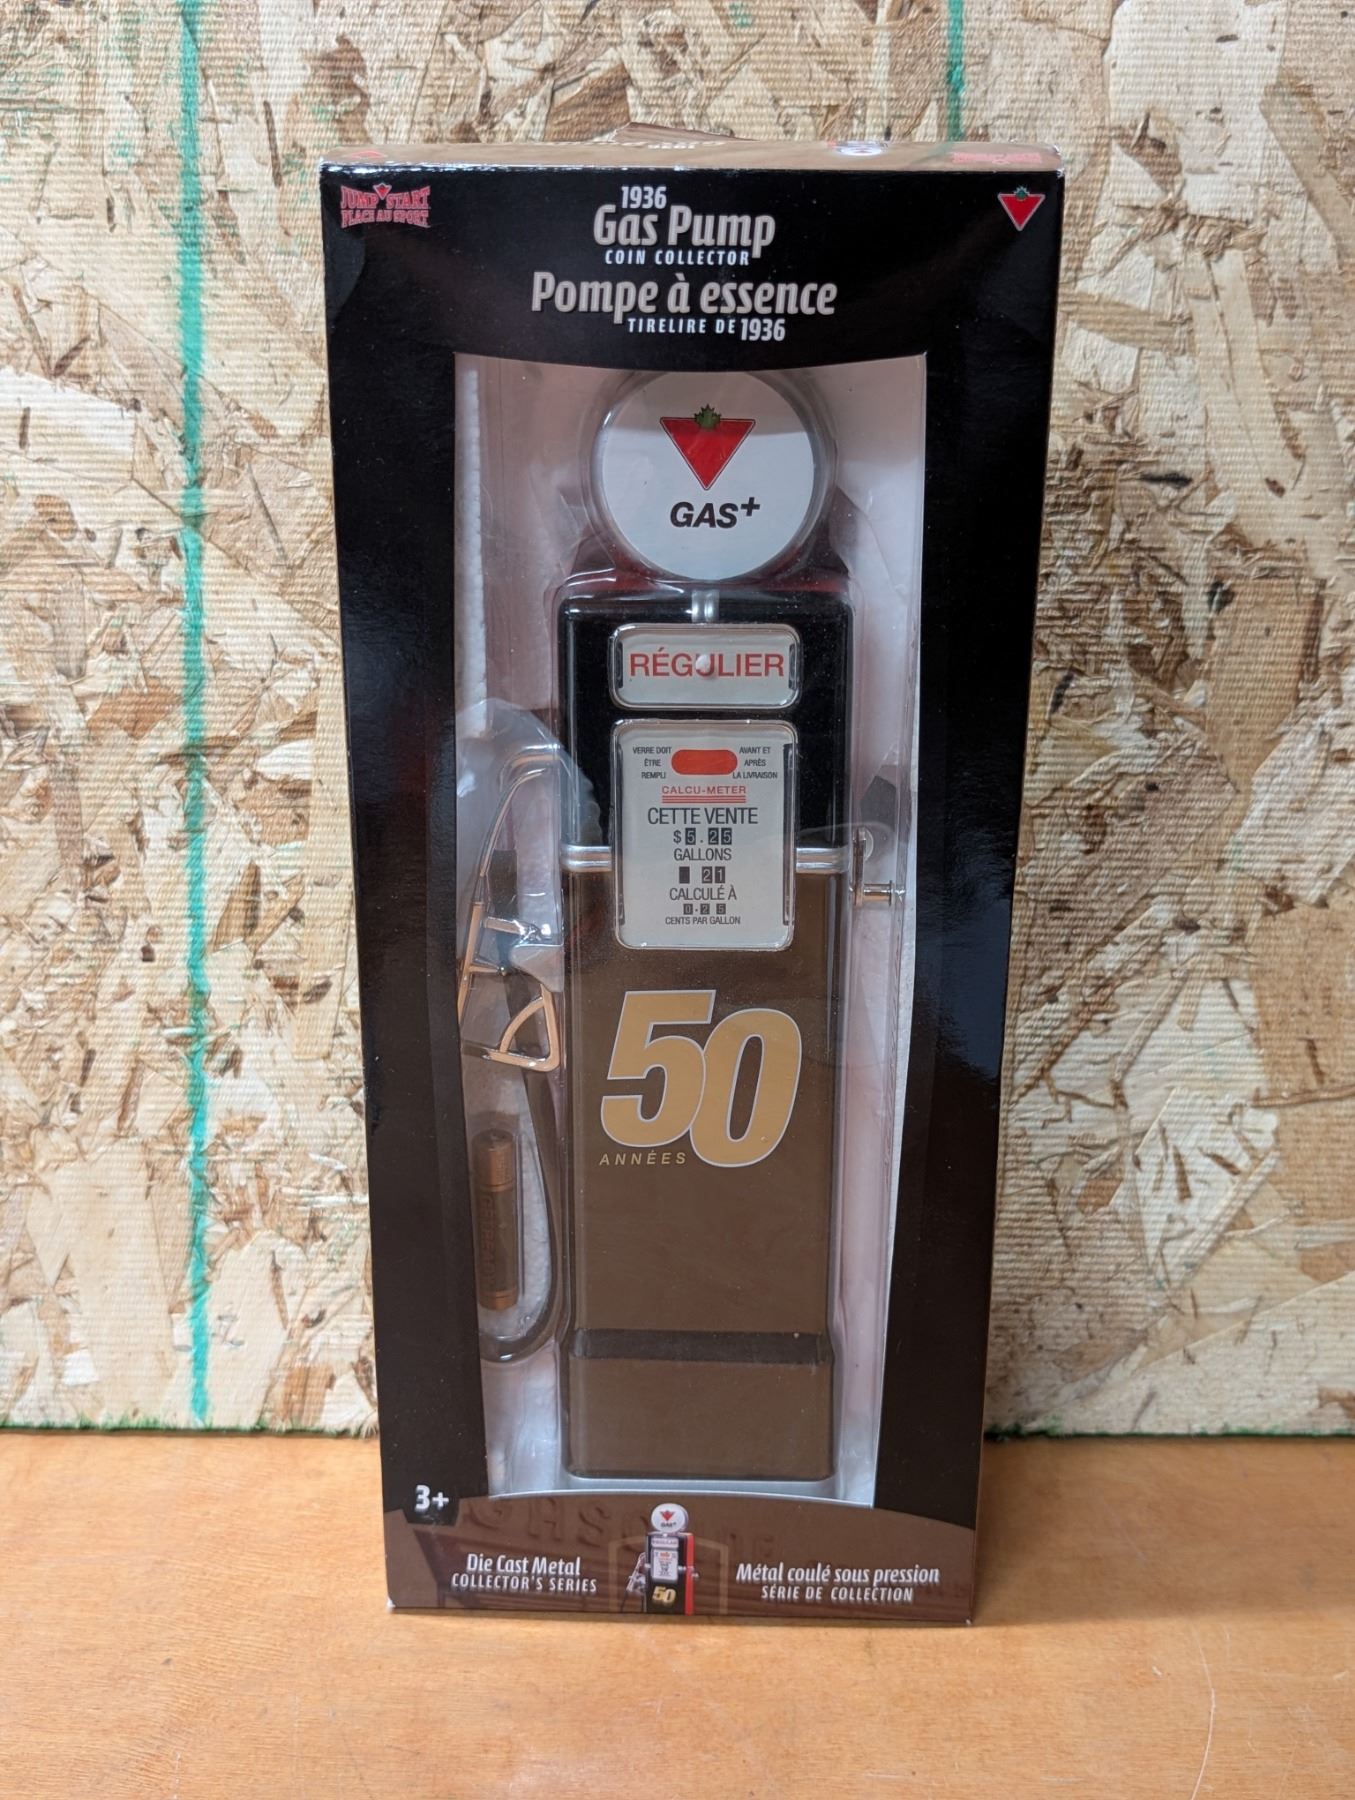 JUMP START
PLACE AU SPORT
1936
Gas Pump
COIN COLLECTOR
Pompe à essence
TIRELIRE DE 1936
GAS+
RÉGULIER
VERRE DOIT
ÊTRE
REMPLI
AVANT ET
APRÈS
LA LIVRAISON
CALCU-METER
CETTE VENTE
$ 5.25
GALLONS
21
CALCULÉ À
0.25
CENTS PAR GALLON
50
ANNÉES
3+
Die Cast Metal
COLLECTOR'S SERIES
GAS+
50
Métal coulé sous pression
SÉRIE DE COLLECTION